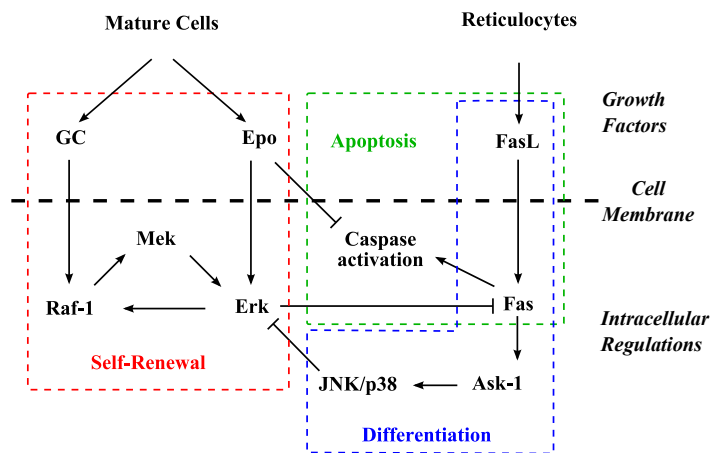 Mature Cells
Reticulocytes
Growth
Factors
GC
Epo
Apoptosis
FasL
Cell
Membrane
Mek
Caspase
activation
Raf-1
Erk
Fas
Intracellular
Regulations
Self-Renewal
JNK/p38
Ask-1
Differentiation